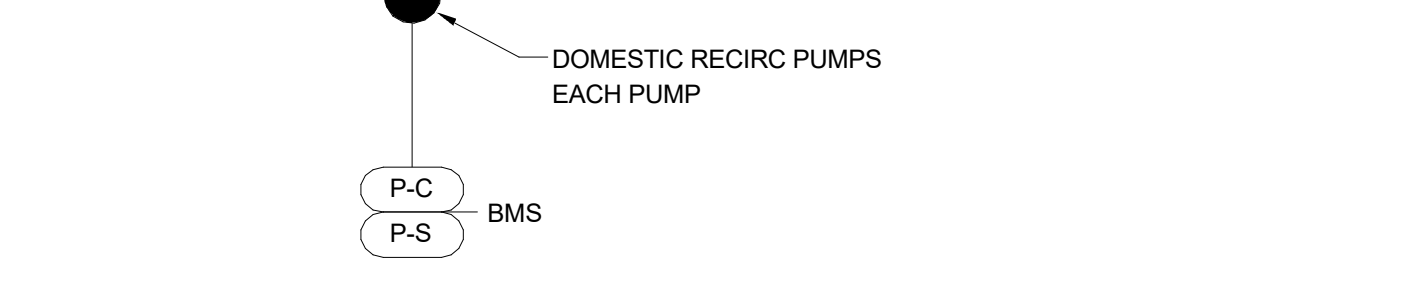 DOMESTIC RECIRC PUMPS
EACH PUMP
P-C
BMS
P-S